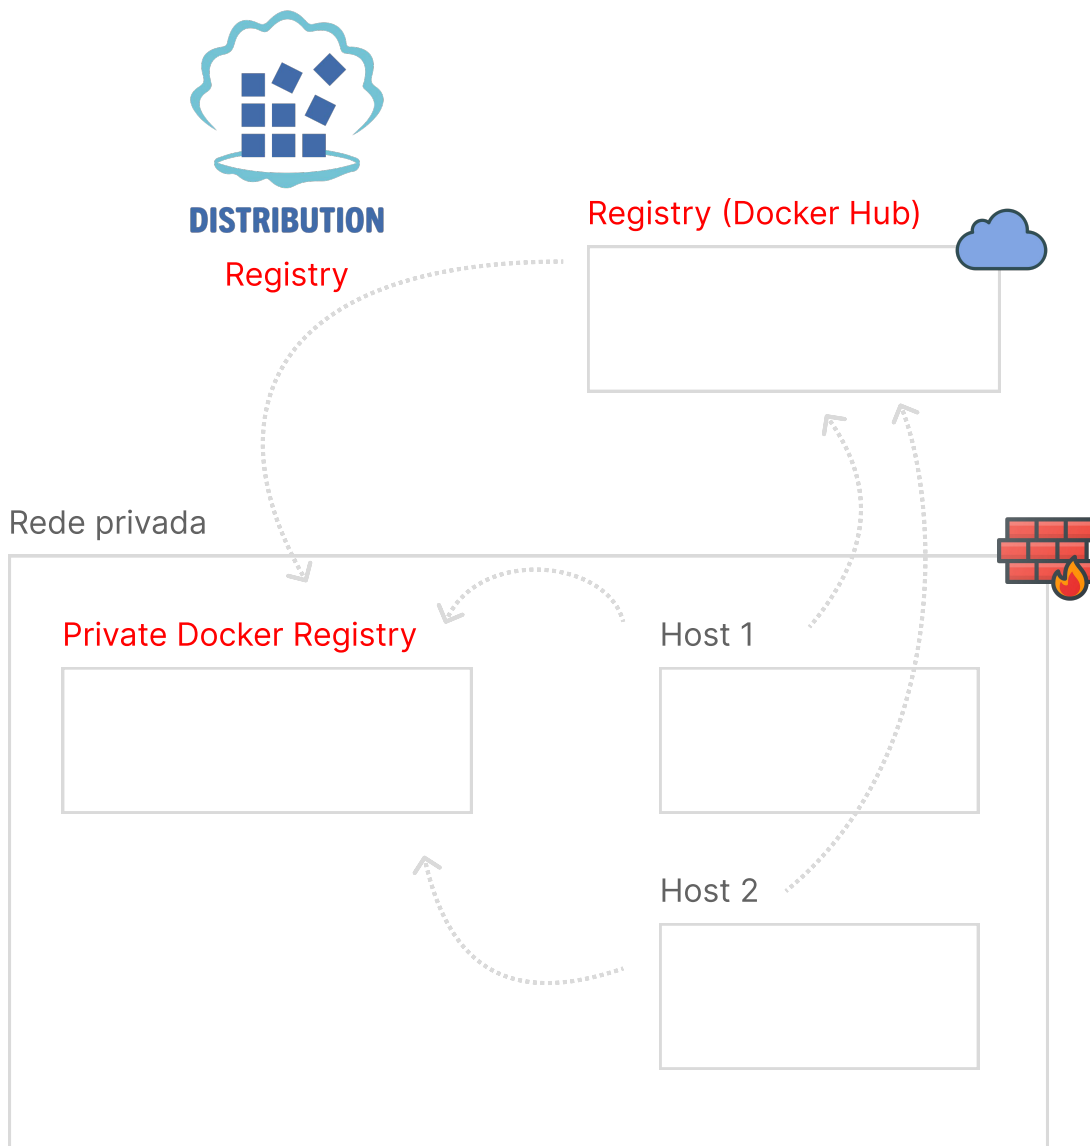 DISTRIBUTION
Registry
Registry (Docker Hub)
Rede privada
Private Docker Registry
Host 1
Host 2